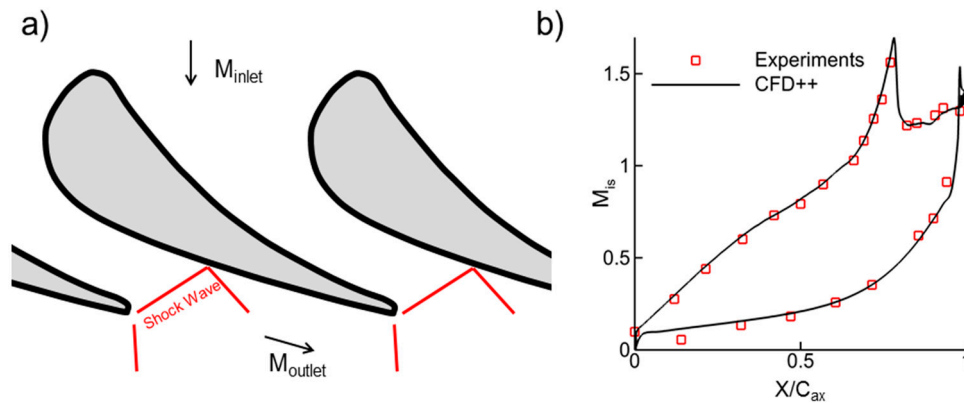 a)
M_inlet
Shock Wave
M_outlet
b)
Experiments
CFD++
1.5
1
0.5
0
M_is
0
0.5
1
X/C_ax